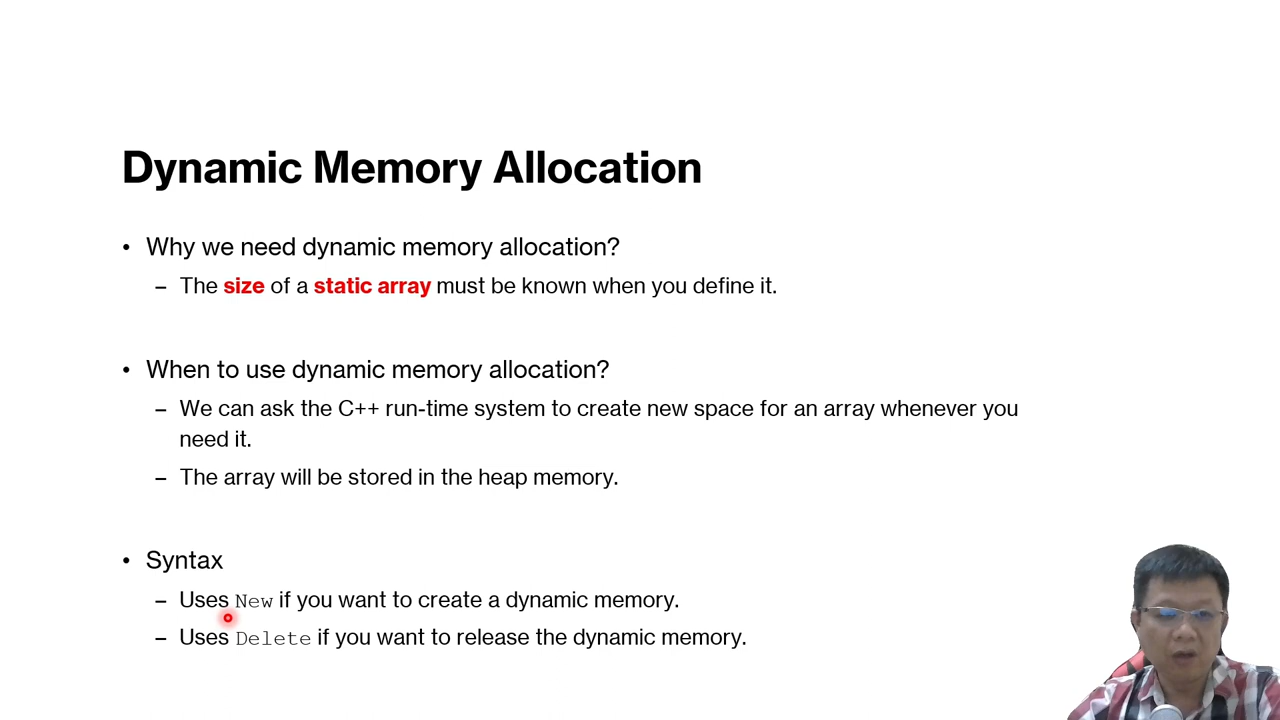 Dynamic Memory Allocation
• Why we need dynamic memory allocation?
– The size of a static array must be known when you define it.
• When to use dynamic memory allocation?
– We can ask the C++ run-time system to create new space for an array whenever you
need it.
– The array will be stored in the heap memory.
• Syntax
– Uses New if you want to create a dynamic memory.
– Uses Delete if you want to release the dynamic memory.